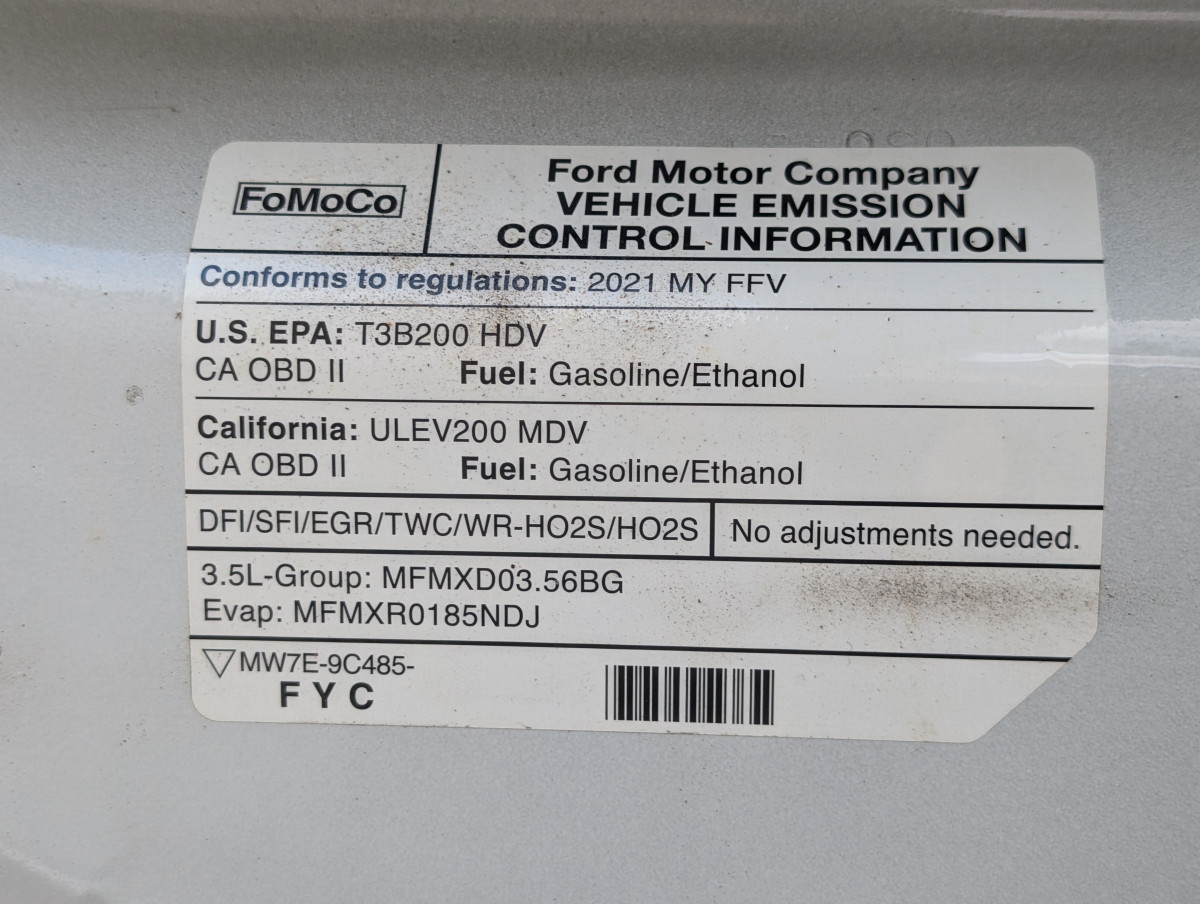 FoMoCo
Ford Motor Company
VEHICLE EMISSION
CONTROL INFORMATION
Conforms to regulations: 2021 MY FFV
U.S. EPA: T3B200 HDV
CA OBD II Fuel: Gasoline/Ethanol
California: ULEV200 MDV
CA OBD II Fuel: Gasoline/Ethanol
DFI/SFI/EGR/TWC/WR-HO2S/HO2S
No adjustments needed.
3.5L-Group: MFMXD03.56BG
Evap: MFMXR0185NDJ
MW7E-9C485-
F Y C